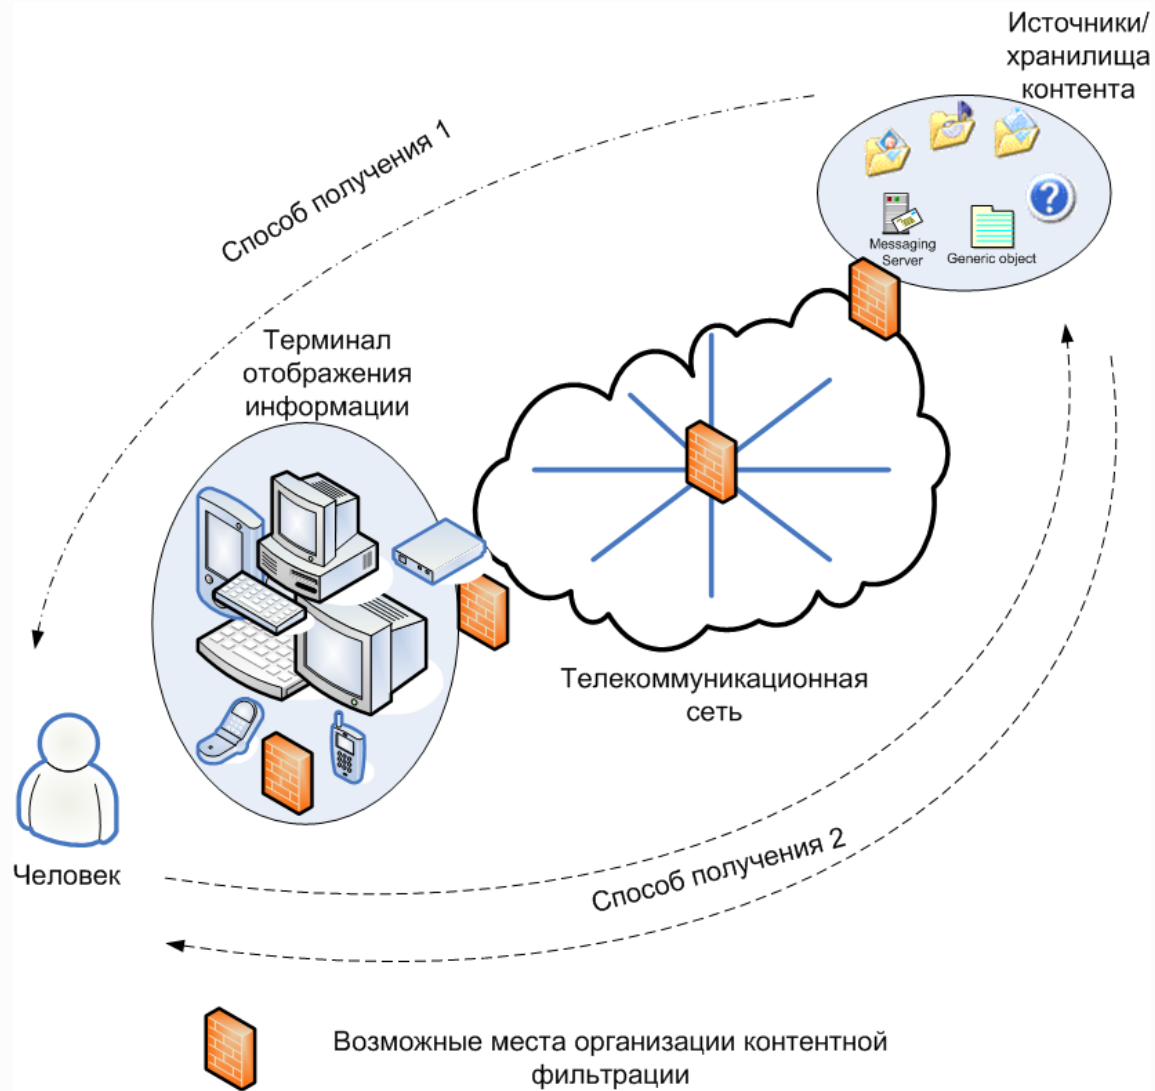 Источники/
хранилища
контента
Способ получения 1
Messaging
Server
Generic object
Терминал
отображения
информации
Телекоммуникационная
сеть
Способ получения 2
Человек
Возможные места организации контентной
фильтрации